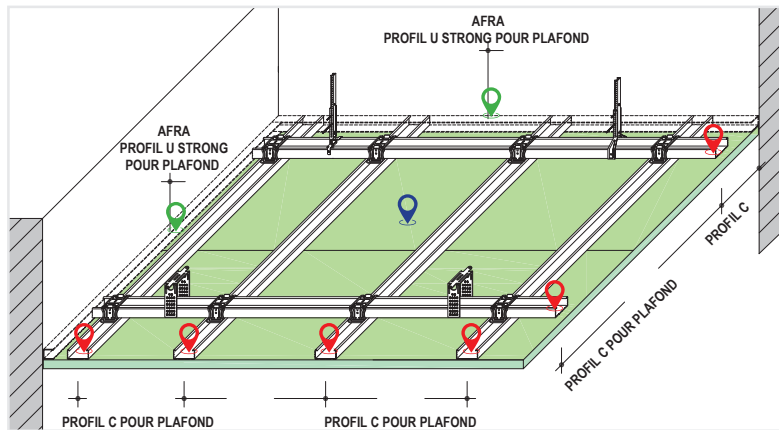 AFRA
PROFIL U STRONG POUR PLAFOND
AFRA
PROFIL U STRONG
POUR PLAFOND
PROFIL C
PROFIL C POUR PLAFOND
PROFIL C POUR PLAFOND
PROFIL C POUR PLAFOND